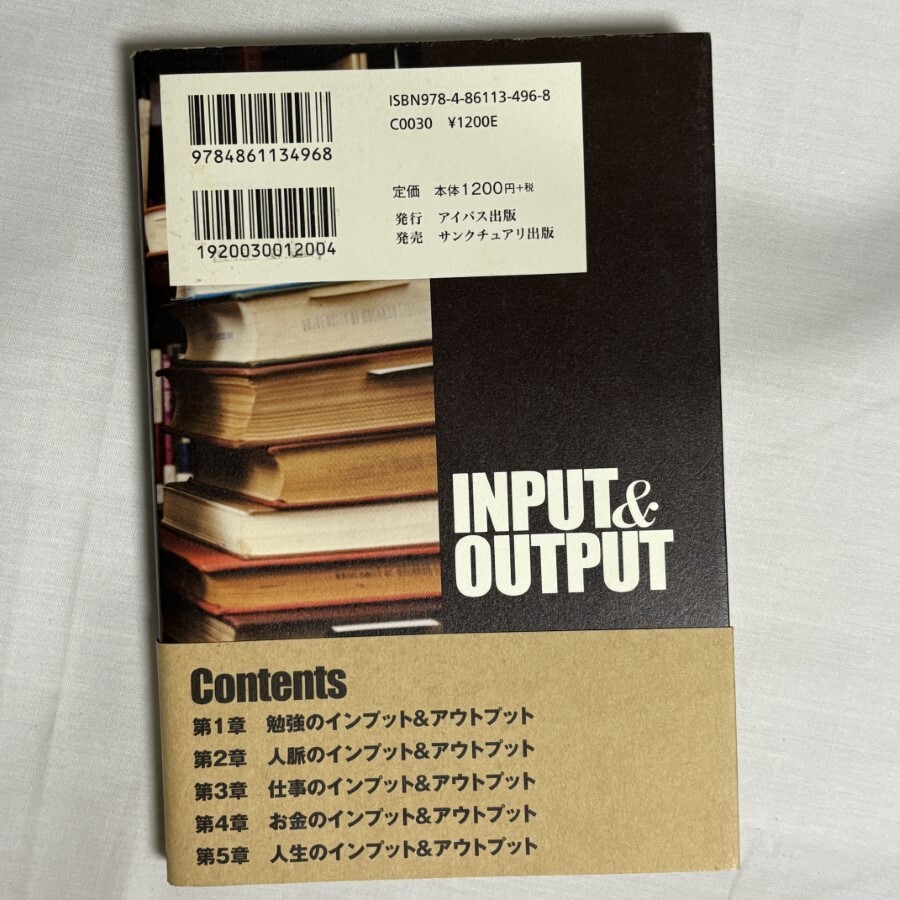 9784861134968
ISBN978-4-86113-496-8
C0030 ¥1200E
1920030012004
定価 本体1200円+税
発行 アイバス出版
発売 サンクチュアリ出版
INPUT&
OUTPUT
Contents
第1章 勉強のインプット&アウトプット
第2章 人脈のインプット&アウトプット
第3章 仕事のインプット&アウトプット
第4章 お金のインプット&アウトプット
第5章 人生のインプット&アウトプット